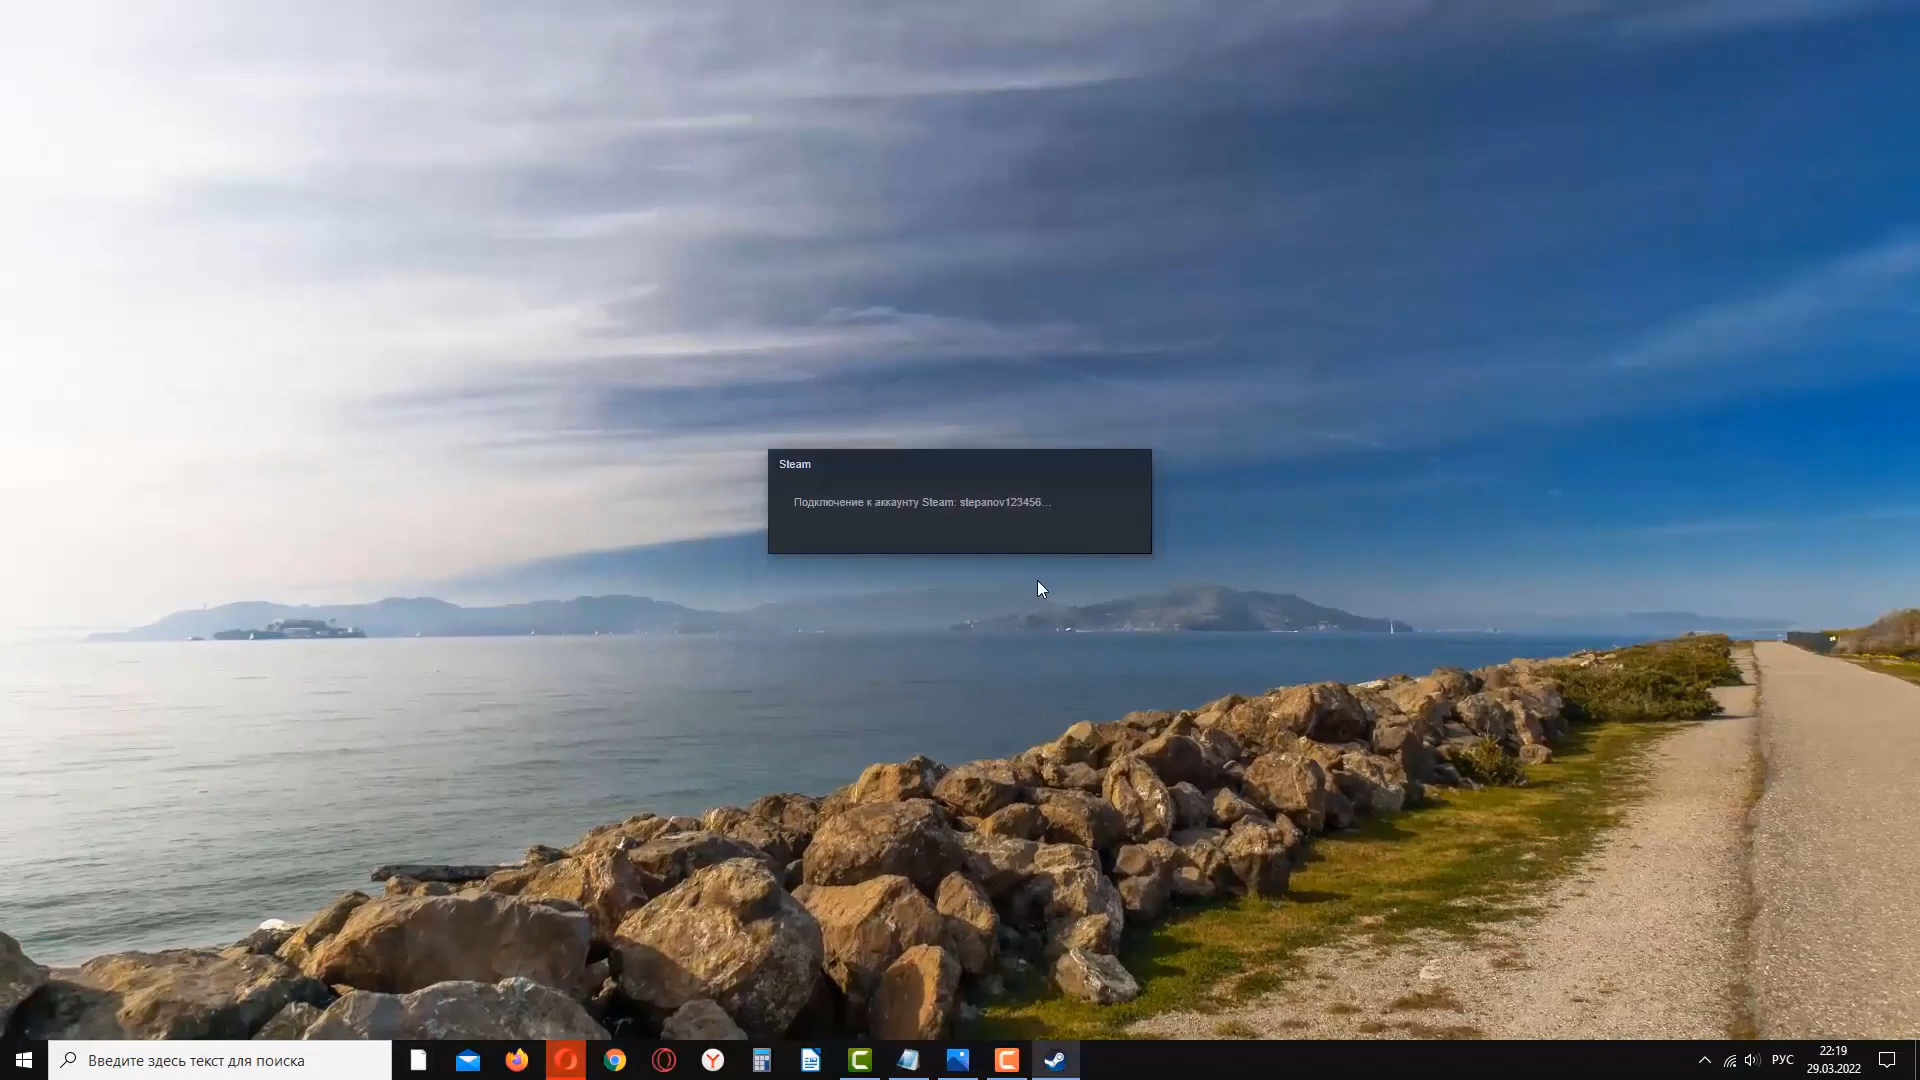 Steam
Подключение к аккаунту Steam: stepanov123456...
Введите здесь текст для поиска
РУС
22:19
29.03.2022